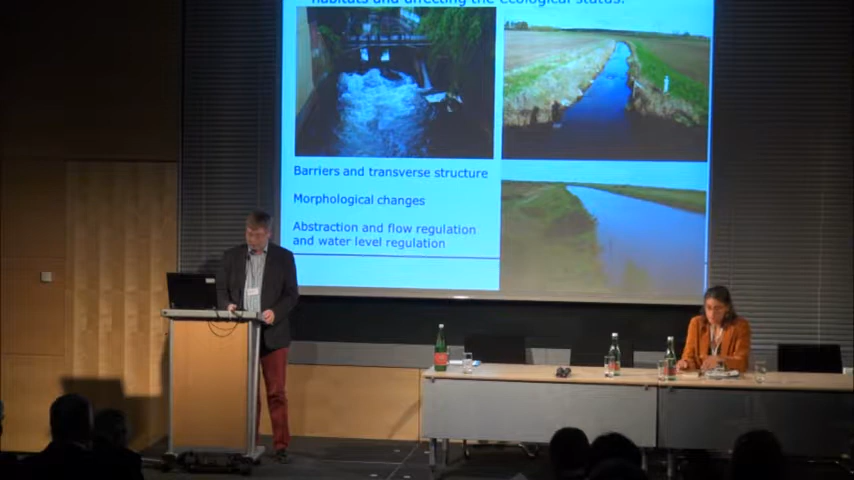 habitats and affecting the ecological status.
Barriers and transverse structure
Morphological changes
Abstraction and flow regulation
and water level regulation